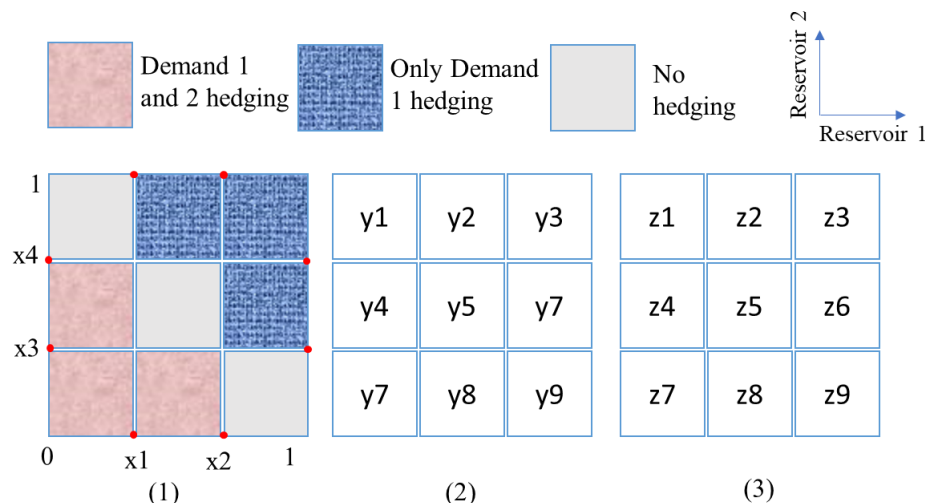 Demand 1
and 2 hedging
Only Demand
1 hedging
No
hedging
Reservoir 2
Reservoir 1
1
x4
x3
0
x1
x2
1
(1)
y1
y2
y3
y4
y5
y7
y7
y8
y9
(2)
z1
z2
z3
z4
z5
z6
z7
z8
z9
(3)